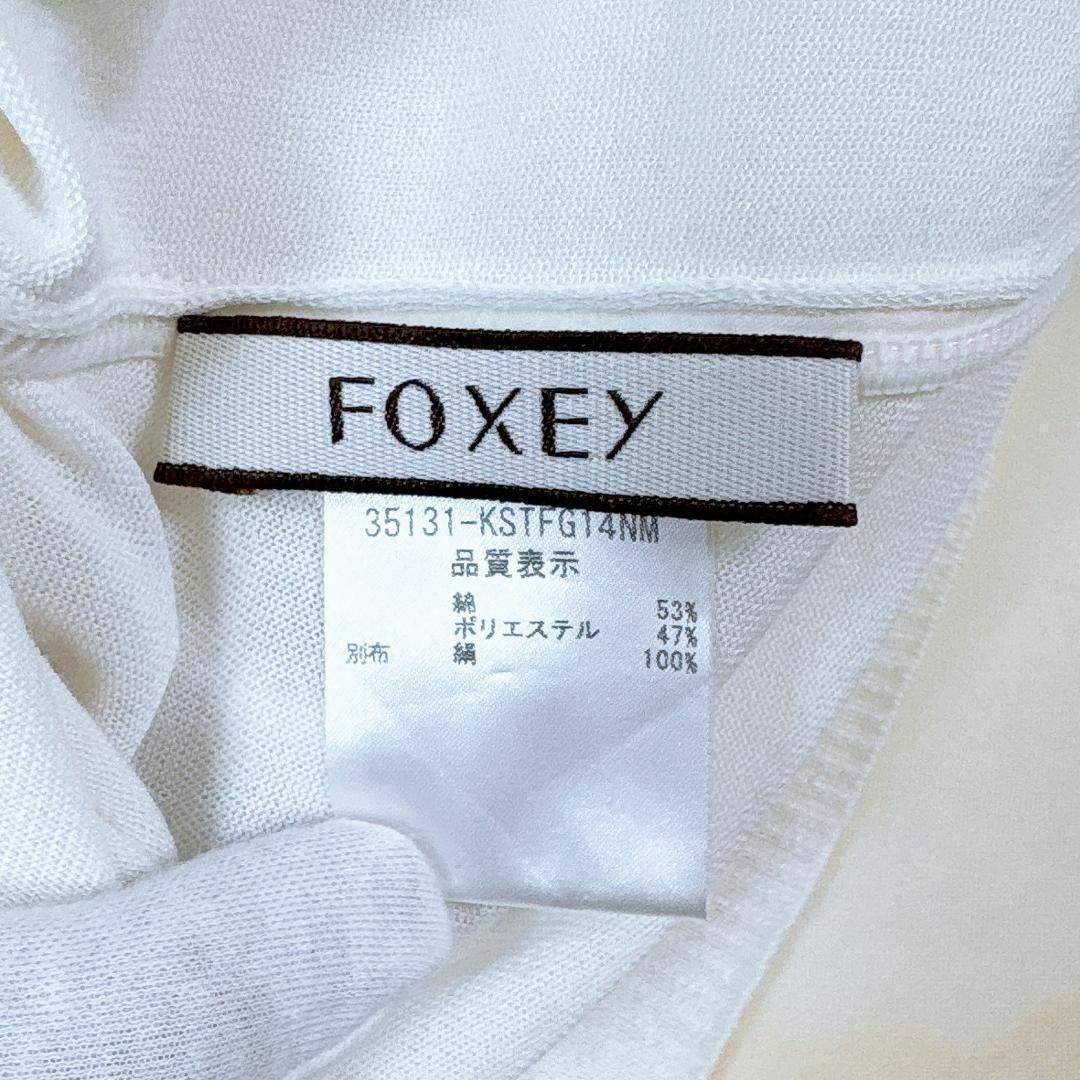 FOXEY
35131-KSTFG14NM
品質表示
綿 53%
ポリエステル 47%
別布 絹 100%